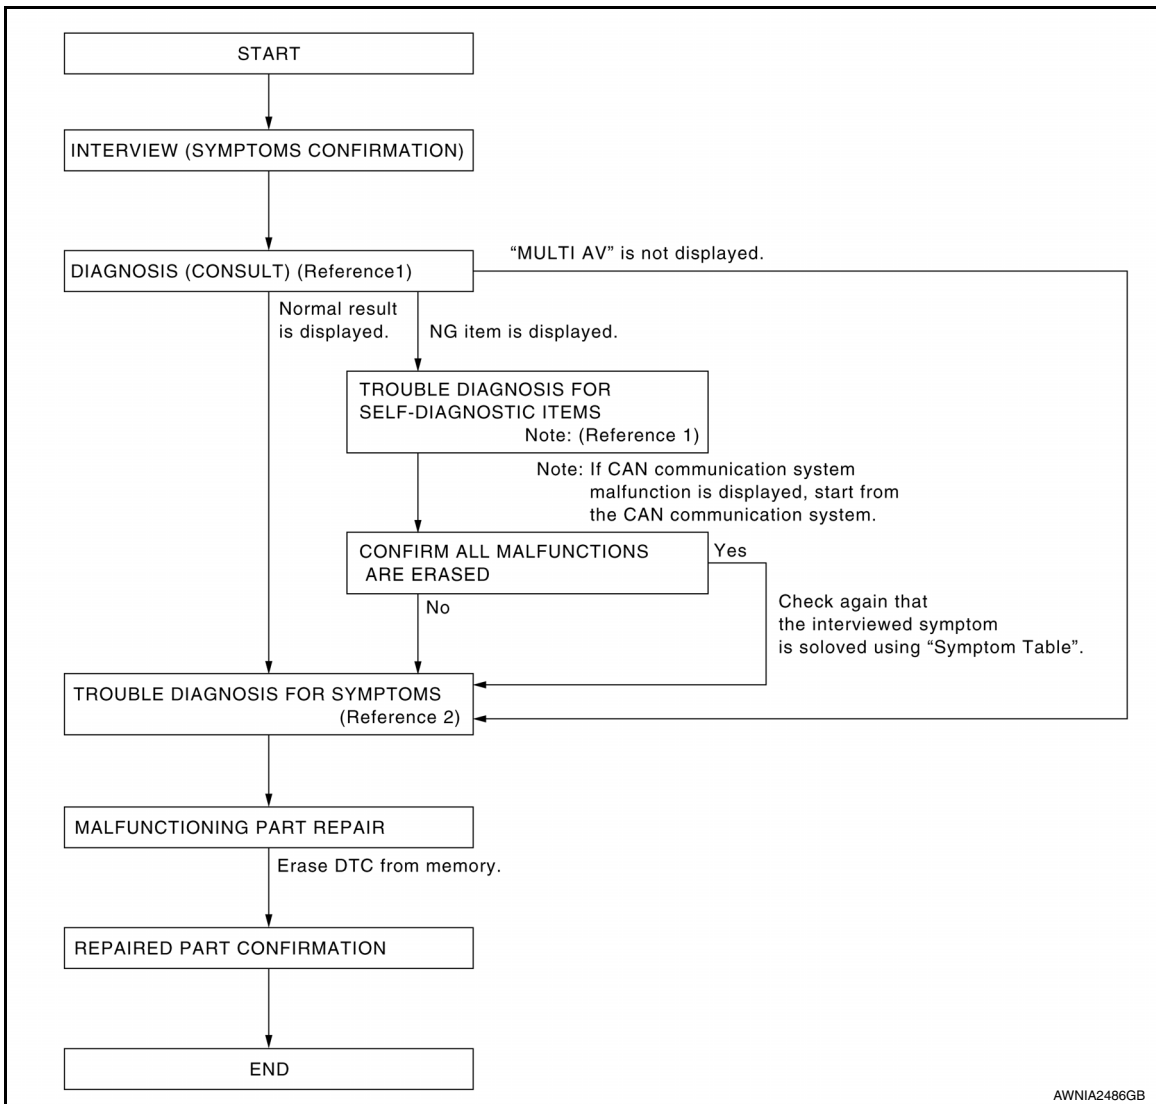 START
INTERVIEW (SYMPTOMS CONFIRMATION)
“MULTI AV” is not displayed.
DIAGNOSIS (CONSULT) (Reference1)
Normal result
is displayed.
NG item is displayed.
TROUBLE DIAGNOSIS FOR
SELF-DIAGNOSTIC ITEMS
Note: (Reference 1)
Note: If CAN communication system
malfunction is displayed, start from
the CAN communication system.
CONFIRM ALL MALFUNCTIONS
ARE ERASED
Yes
No
Check again that
the interviewed symptom
is soloved using “Symptom Table”.
TROUBLE DIAGNOSIS FOR SYMPTOMS
(Reference 2)
MALFUNCTIONING PART REPAIR
Erase DTC from memory.
REPAIRED PART CONFIRMATION
END
AWNIA2486GB